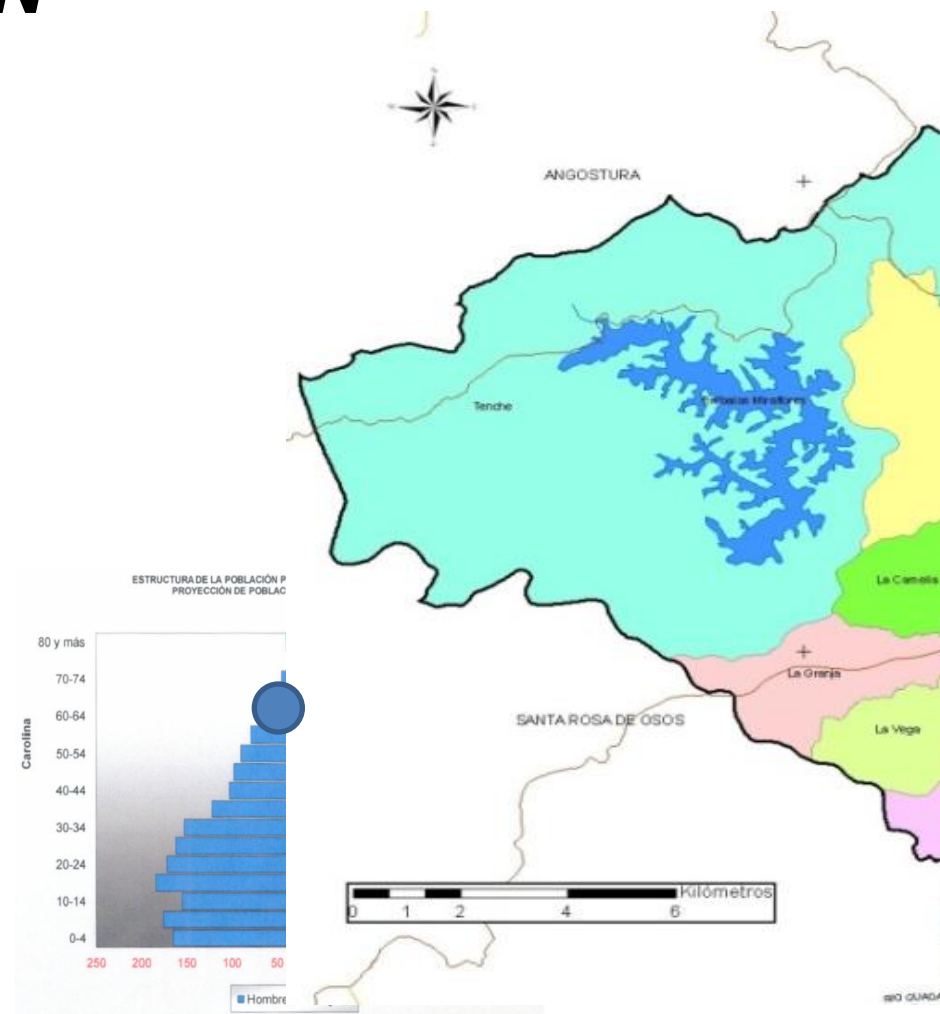 N
ANGOSTURA
Tenche
Embalse Miraflores
La Camelia
La Granja
SANTA ROSA DE OSOS
La Vega
Kilómetros
0 1 2 4 6
RIO
ESTRUCTURA DE LA POBLACIÓN P
PROYECCIÓN DE POBLAC
Carolina
80 y más
70-74
60-64
50-54
40-44
30-34
20-24
10-14
0-4
250 200 150 100 50
Hombre